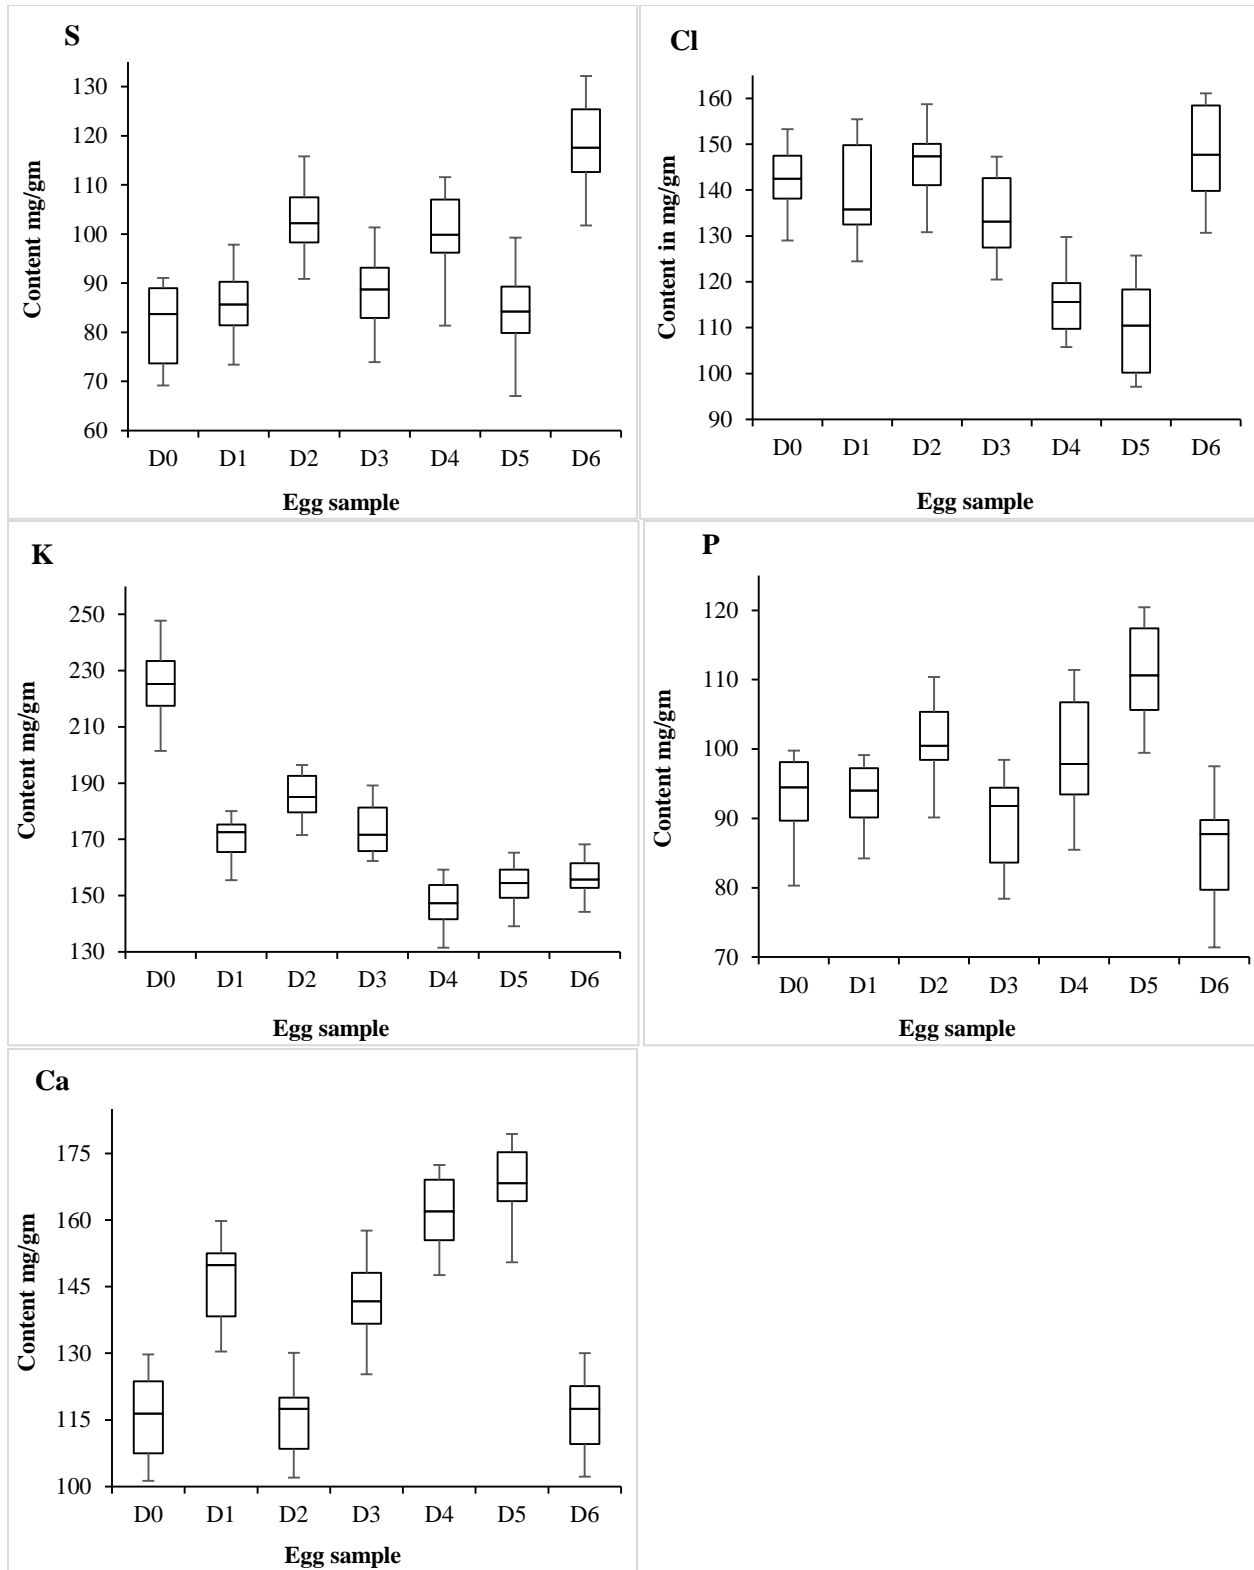 S
Content mg/gm
130
120
110
100
90
80
70
60
D0 D1 D2 D3 D4 D5 D6
Egg sample
Cl
Content in mg/gm
160
150
140
130
120
110
100
90
D0 D1 D2 D3 D4 D5 D6
Egg sample
K
Content mg/gm
250
230
210
190
170
150
130
D0 D1 D2 D3 D4 D5 D6
Egg sample
P
Content mg/gm
120
110
100
90
80
70
D0 D1 D2 D3 D4 D5 D6
Egg sample
Ca
Content mg/gm
175
160
145
130
115
100
D0 D1 D2 D3 D4 D5 D6
Egg sample